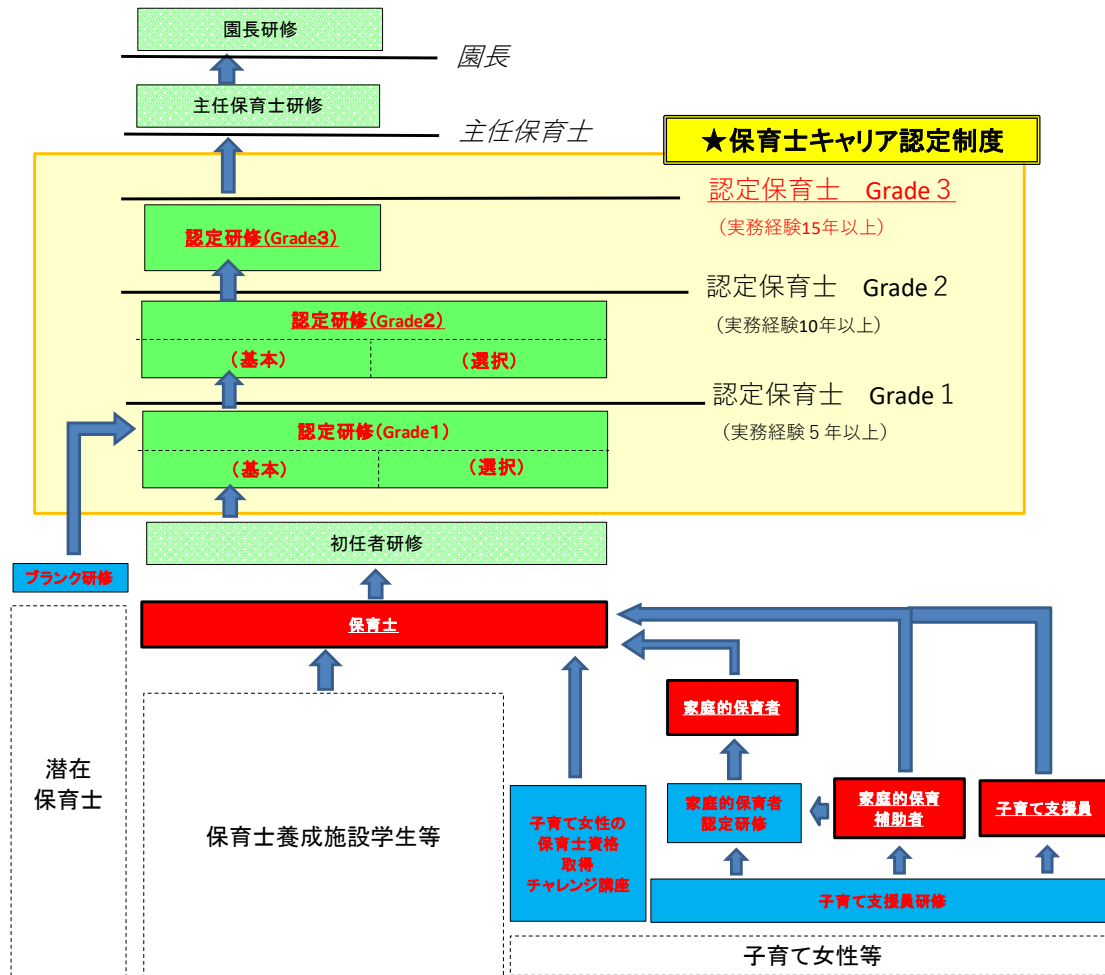 園長研修
園長
主任保育士研修
主任保育士
★保育士キャリア認定制度
認定保育士 Grade 3
(実務経験15年以上)
認定研修(Grade3)
認定保育士 Grade 2
(実務経験10年以上)
認定研修(Grade2)
(基本)
(選択)
認定保育士 Grade 1
(実務経験5年以上)
認定研修(Grade1)
(基本)
(選択)
初任者研修
ブランク研修
保育士
家庭的保育者
潜在
保育士
保育士養成施設学生等
子育て女性の
保育士資格
取得
チャレンジ講座
家庭的保育者
認定研修
家庭的保育
補助者
子育て支援員
子育て支援員研修
子育て女性等